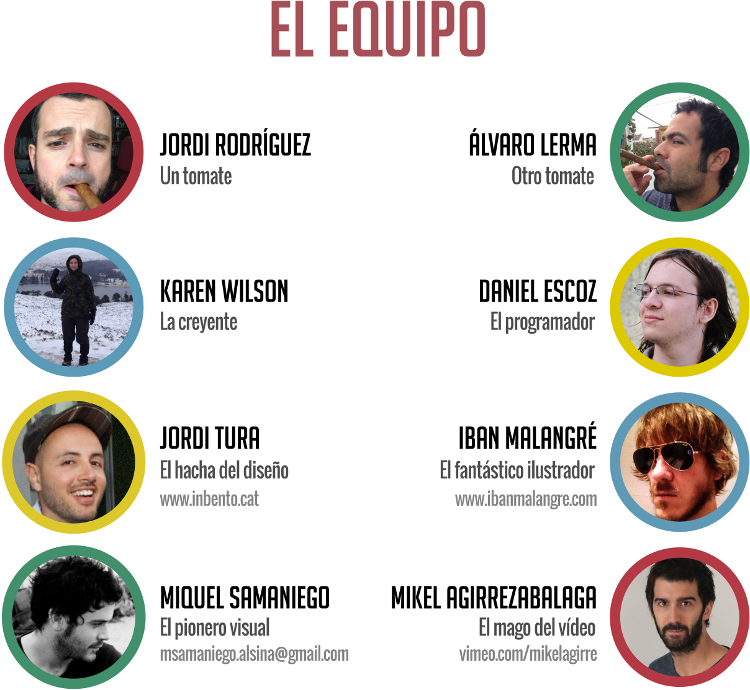 EL EQUIPO
JORDI RODRÍGUEZ
Un tomate
ÁLVARO LERMA
Otro tomate
KAREN WILSON
La creyente
DANIEL ESCOZ
El programador
JORDI TURA
El hacha del diseño
www.inbento.cat
IBAN MALANGRÉ
El fantástico ilustrador
www.ibanmalangre.com
MIQUEL SAMANIEGO
El pionero visual
msamaniego.alsina@gmail.com
MIKEL AGIRREZABALAGA
El mago del vídeo
vimeo.com/mikelagirre